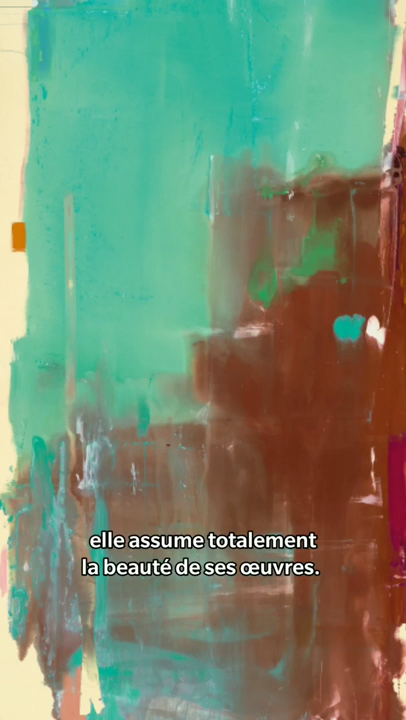 elle assume totalement
la beauté de ses œuvres.